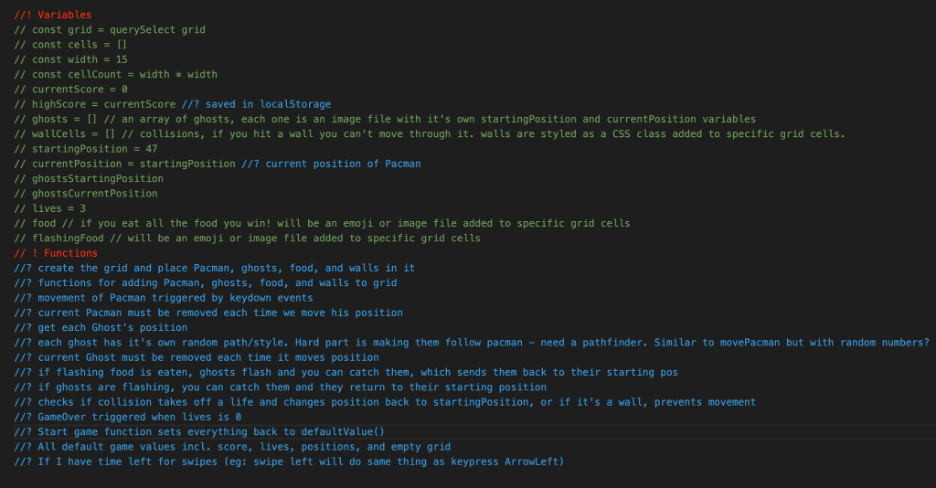 //! Variables
// const grid = querySelect grid
// const cells = []
// const width = 15
// const cellCount = width * width
// currentScore = 0
// highScore = currentScore //? saved in localStorage
// ghosts = [] // an array of ghosts, each one is an image file with it's own startingPosition and currentPosition variables
// wallCells = [] // collisions, if you hit a wall you can't move through it. walls are styled as a CSS class added to specific grid cells.
// startingPosition = 47
// currentPosition = startingPosition //? current position of Pacman
// ghostsStartingPosition
// ghostsCurrentPosition
// lives = 3
// food // if you eat all the food you win! will be an emoji or image file added to specific grid cells
// flashingFood // will be an emoji or image file added to specific grid cells
// ! Functions
//? create the grid and place Pacman, ghosts, food, and walls in it
//? functions for adding Pacman, ghosts, food, and walls to grid
//? movement of Pacman triggered by keydown events
//? current Pacman must be removed each time we move his position
//? get each Ghost's position
//? each ghost has it's own random path/style. Hard part is making them follow pacman – need a pathfinder. Similar to movePacman but with random numbers?
//? current Ghost must be removed each time it moves position
//? if flashing food is eaten, ghosts flash and you can catch them, which sends them back to their starting pos
//? if ghosts are flashing, you can catch them and they return to their starting position
//? checks if collision takes off a life and changes position back to startingPosition, or if it's a wall, prevents movement
//? GameOver triggered when lives is 0
//? Start game function sets everything back to defaultValue()
//? All default game values incl. score, lives, positions, and empty grid
//? If I have time left for swipes (eg: swipe left will do same thing as keypress ArrowLeft)